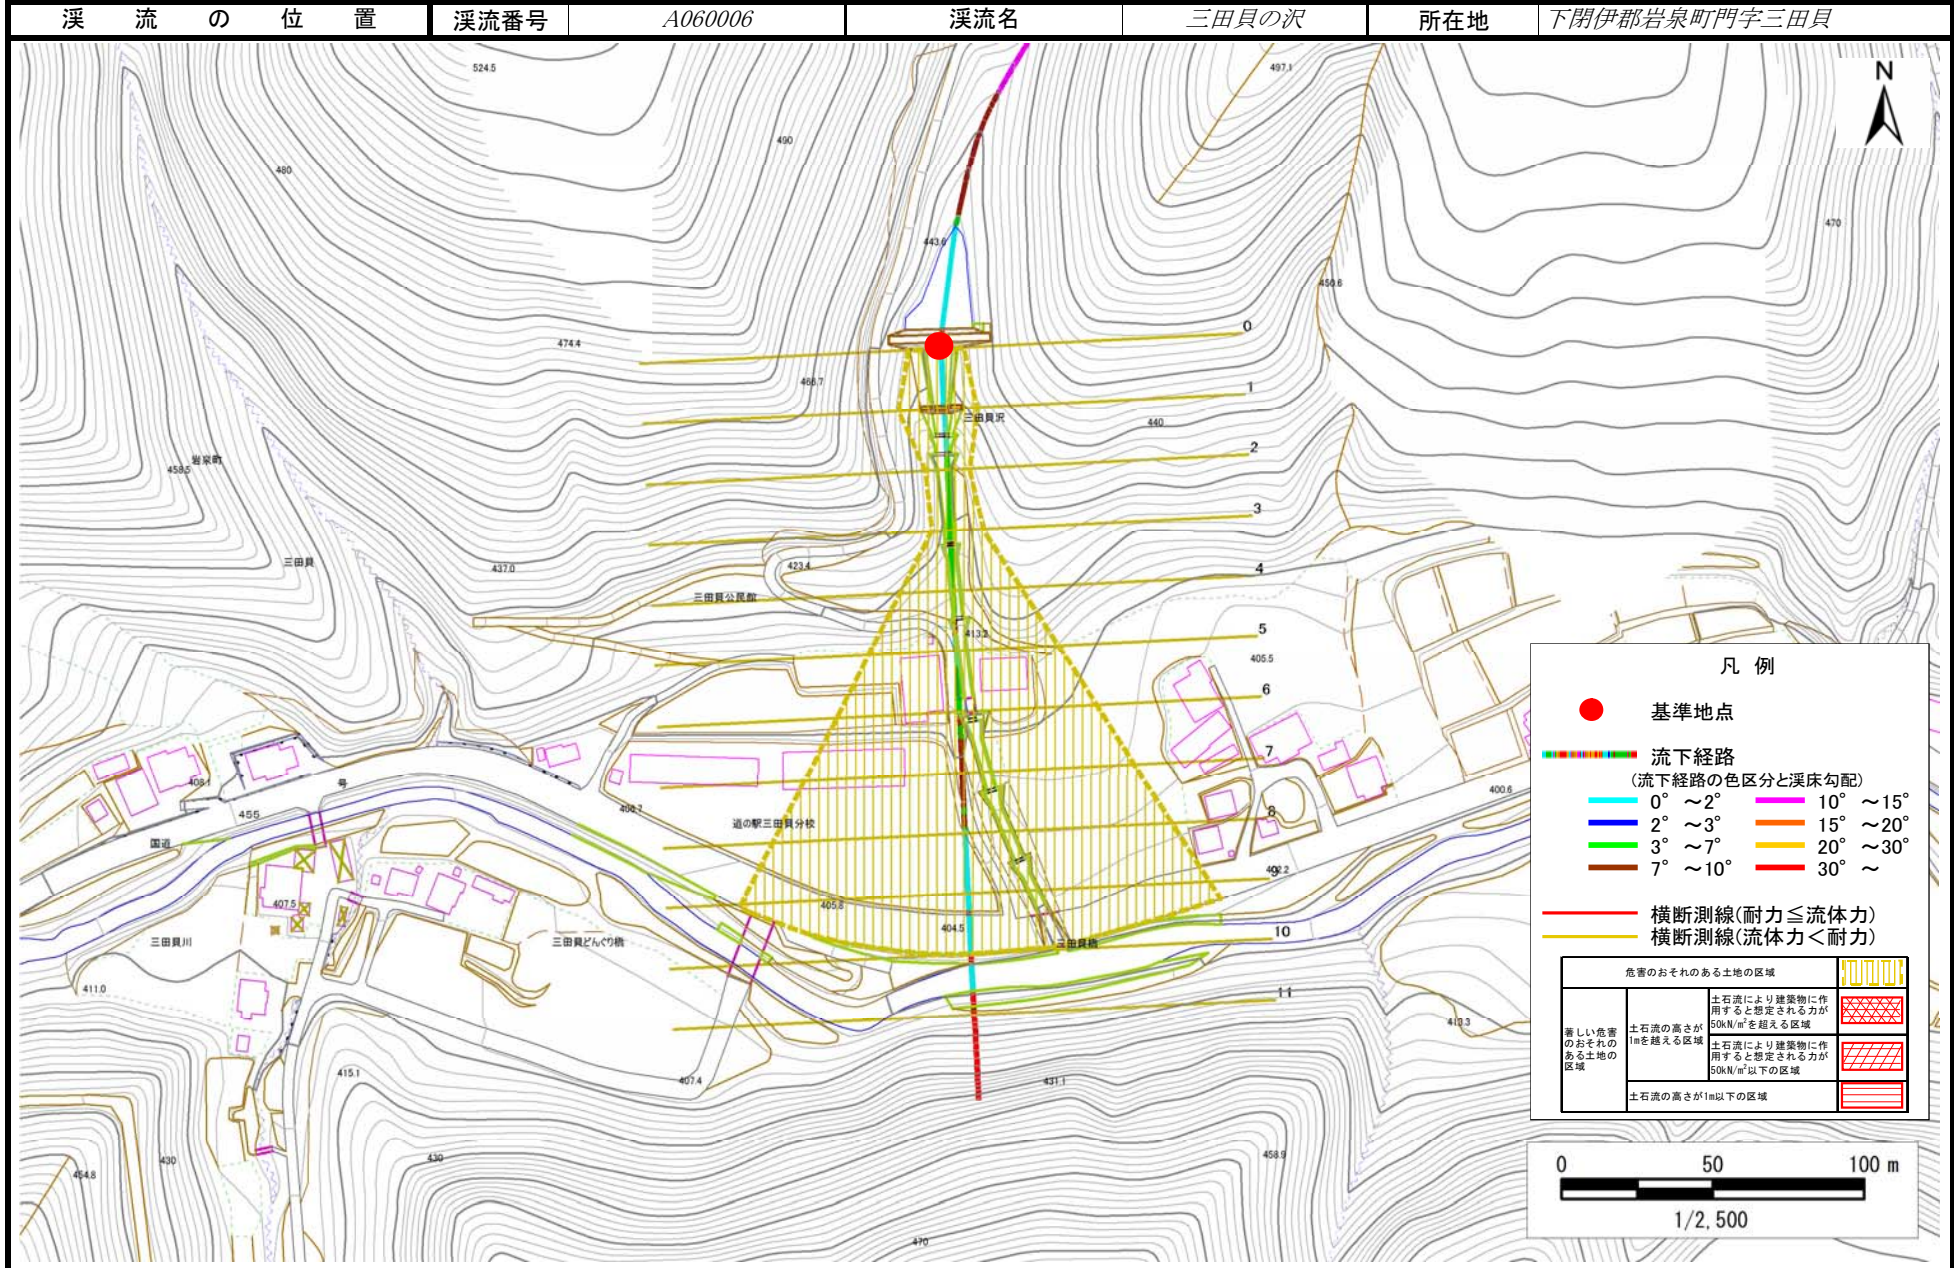 渓流の位置 渓流番号 A060006 渓流名 三田貝の沢 所在地 下閉伊郡岩泉町門字三田貝
N
524.5
497.1
490
480
470
443.6
450.6
0
474.4
466.7
1
三田貝沢
440
2
岩泉町
458.5
3
三田貝
437.0
423.4
4
三田貝公民館
5
413.2
405.5
6
7
408.1
号
455
406.7
道の駅三田貝分校
8
400.6
国道
9
402.2
407.5
405.8
404.5
三田貝川
三田貝どんぐり橋
三田貝橋
10
411.0
11
413.3
415.1
407.4
431.1
430
430
454.8
458.9
470
凡例
基準地点
流下経路
(流下経路の色区分と渓床勾配)
0° ～2° 10° ～15°
2° ～3° 15° ～20°
3° ～7° 20° ～30°
7° ～10° 30° ～
横断測線(耐力≦流体力)
横断測線(流体力＜耐力)
危害のおそれのある土地の区域
著しい危害
のおそれの
ある土地の
区域
土石流の高さが
1mを越える区域
土石流により建築物に作
用すると想定される力が
50kN/m²を超える区域
土石流により建築物に作
用すると想定される力が
50kN/m²以下の区域
土石流の高さが1m以下の区域
0 50 100 m
1/2,500